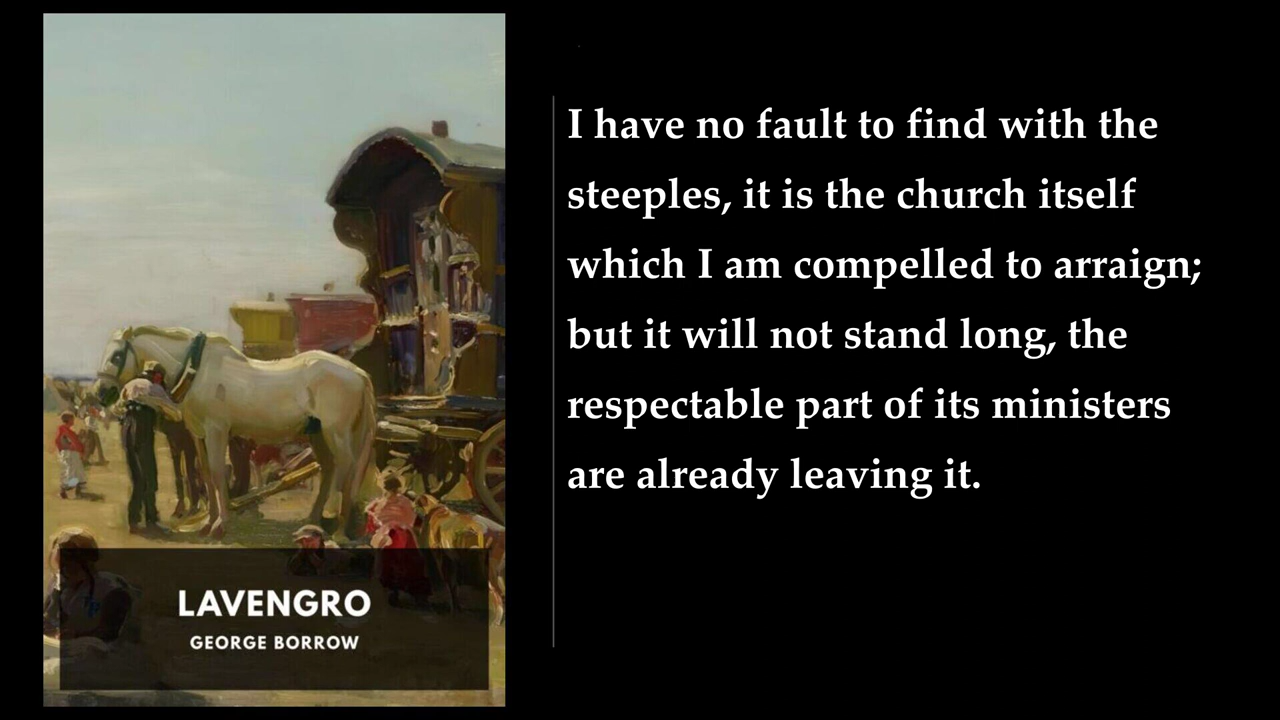 LAVENGRO
GEORGE BORROW
I have no fault to find with the
steeples, it is the church itself
which I am compelled to arraign;
but it will not stand long, the
respectable part of its ministers
are already leaving it.